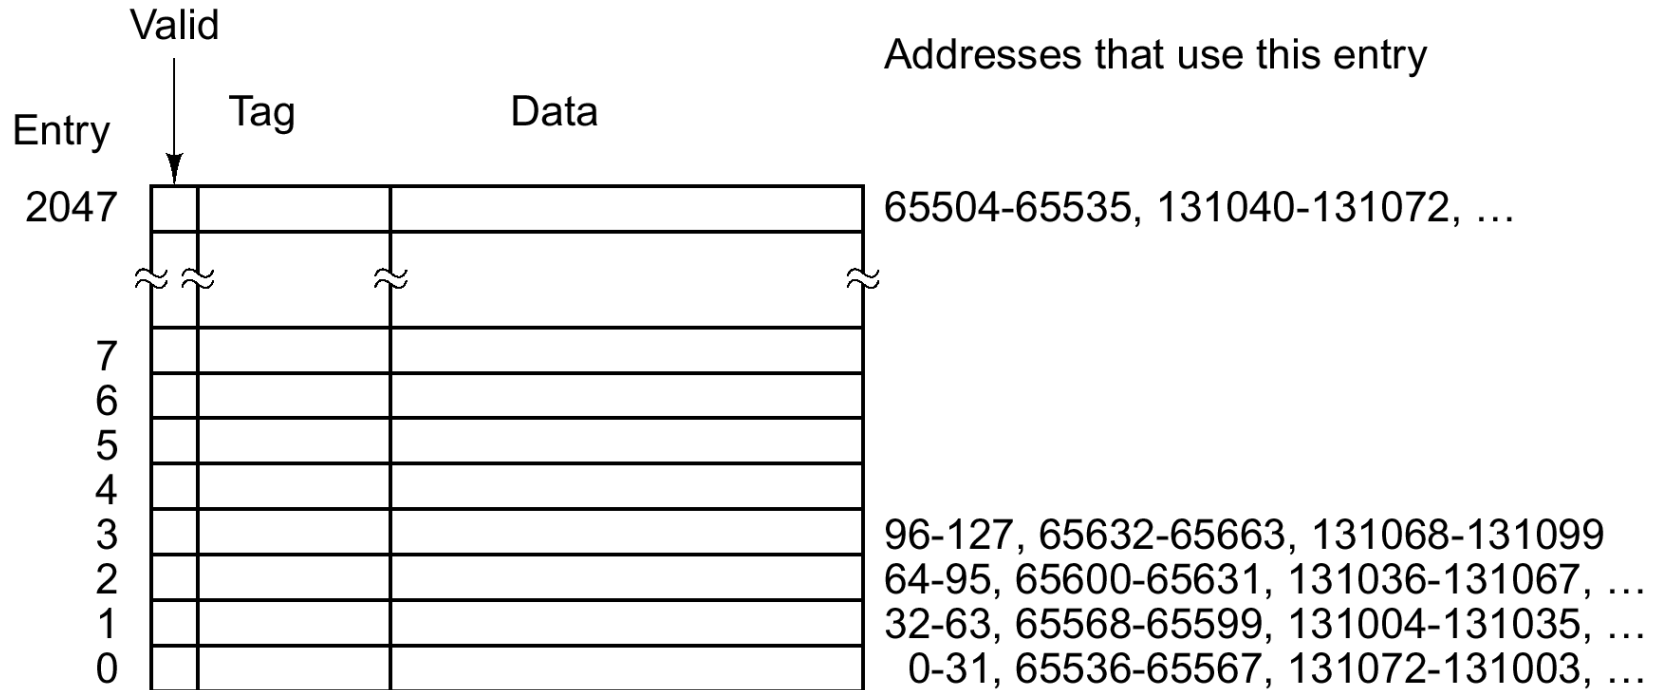 Valid
Addresses that use this entry
Tag Data
Entry
2047 65504-65535, 131040-131072, …
7
6
5
4
3 96-127, 65632-65663, 131068-131099
2 64-95, 65600-65631, 131036-131067, …
1 32-63, 65568-65599, 131004-131035, …
0 0-31, 65536-65567, 131072-131003, …